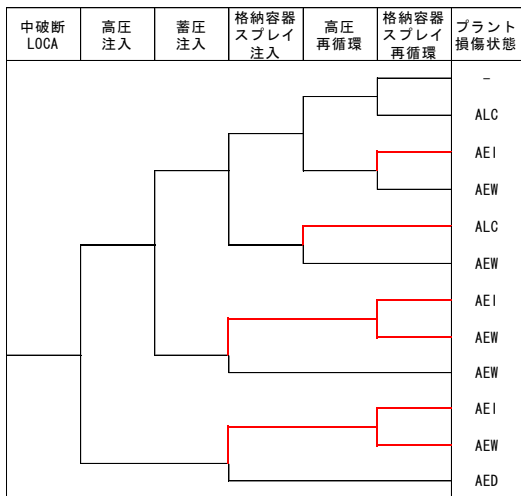 中破断
LOCA
高圧
注入
蓄圧
注入
格納容器
スプレイ
注入
高圧
再循環
格納容器
スプレイ
再循環
プラント
損傷状態
-
ALC
AEI
AEW
ALC
AEW
AEI
AEW
AEW
AEI
AEW
AED